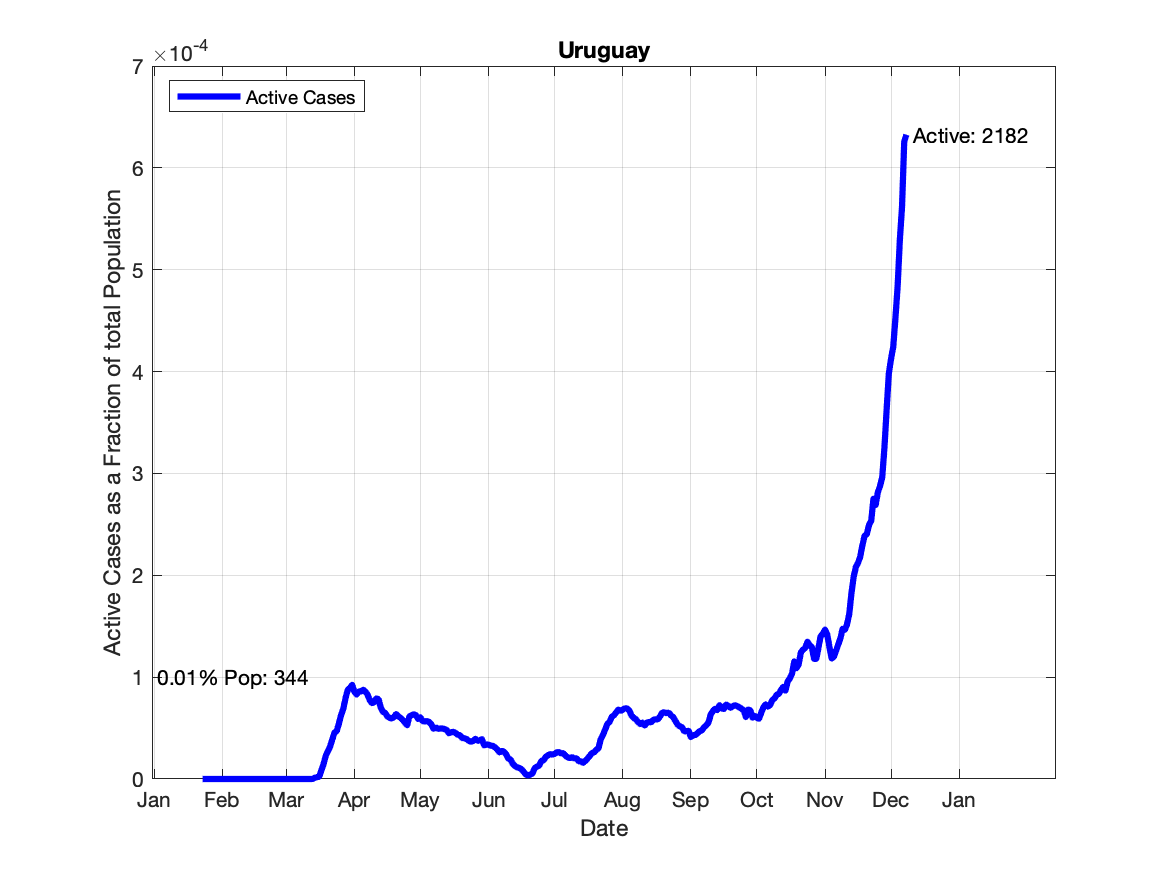 Uruguay
×10^-4
Active Cases
Active: 2182
0.01% Pop: 344
7
6
5
4
3
2
1
0
Active Cases as a Fraction of total Population
Jan Feb Mar Apr May Jun Jul Aug Sep Oct Nov Dec Jan
Date